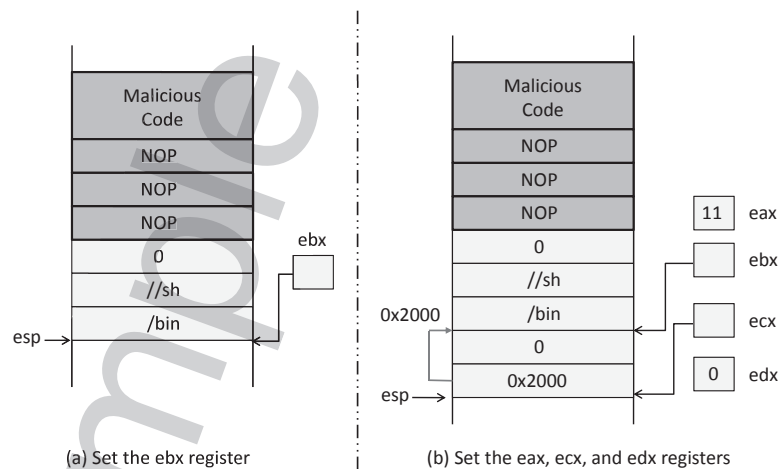 Malicious
Code
NOP
NOP
NOP
0
//sh
/bin
esp
ebx
(a) Set the ebx register
Malicious
Code
NOP
NOP
NOP
0
//sh
/bin
0
0x2000
0x2000
esp
11 eax
ebx
ecx
0 edx
(b) Set the eax, ecx, and edx registers
mple